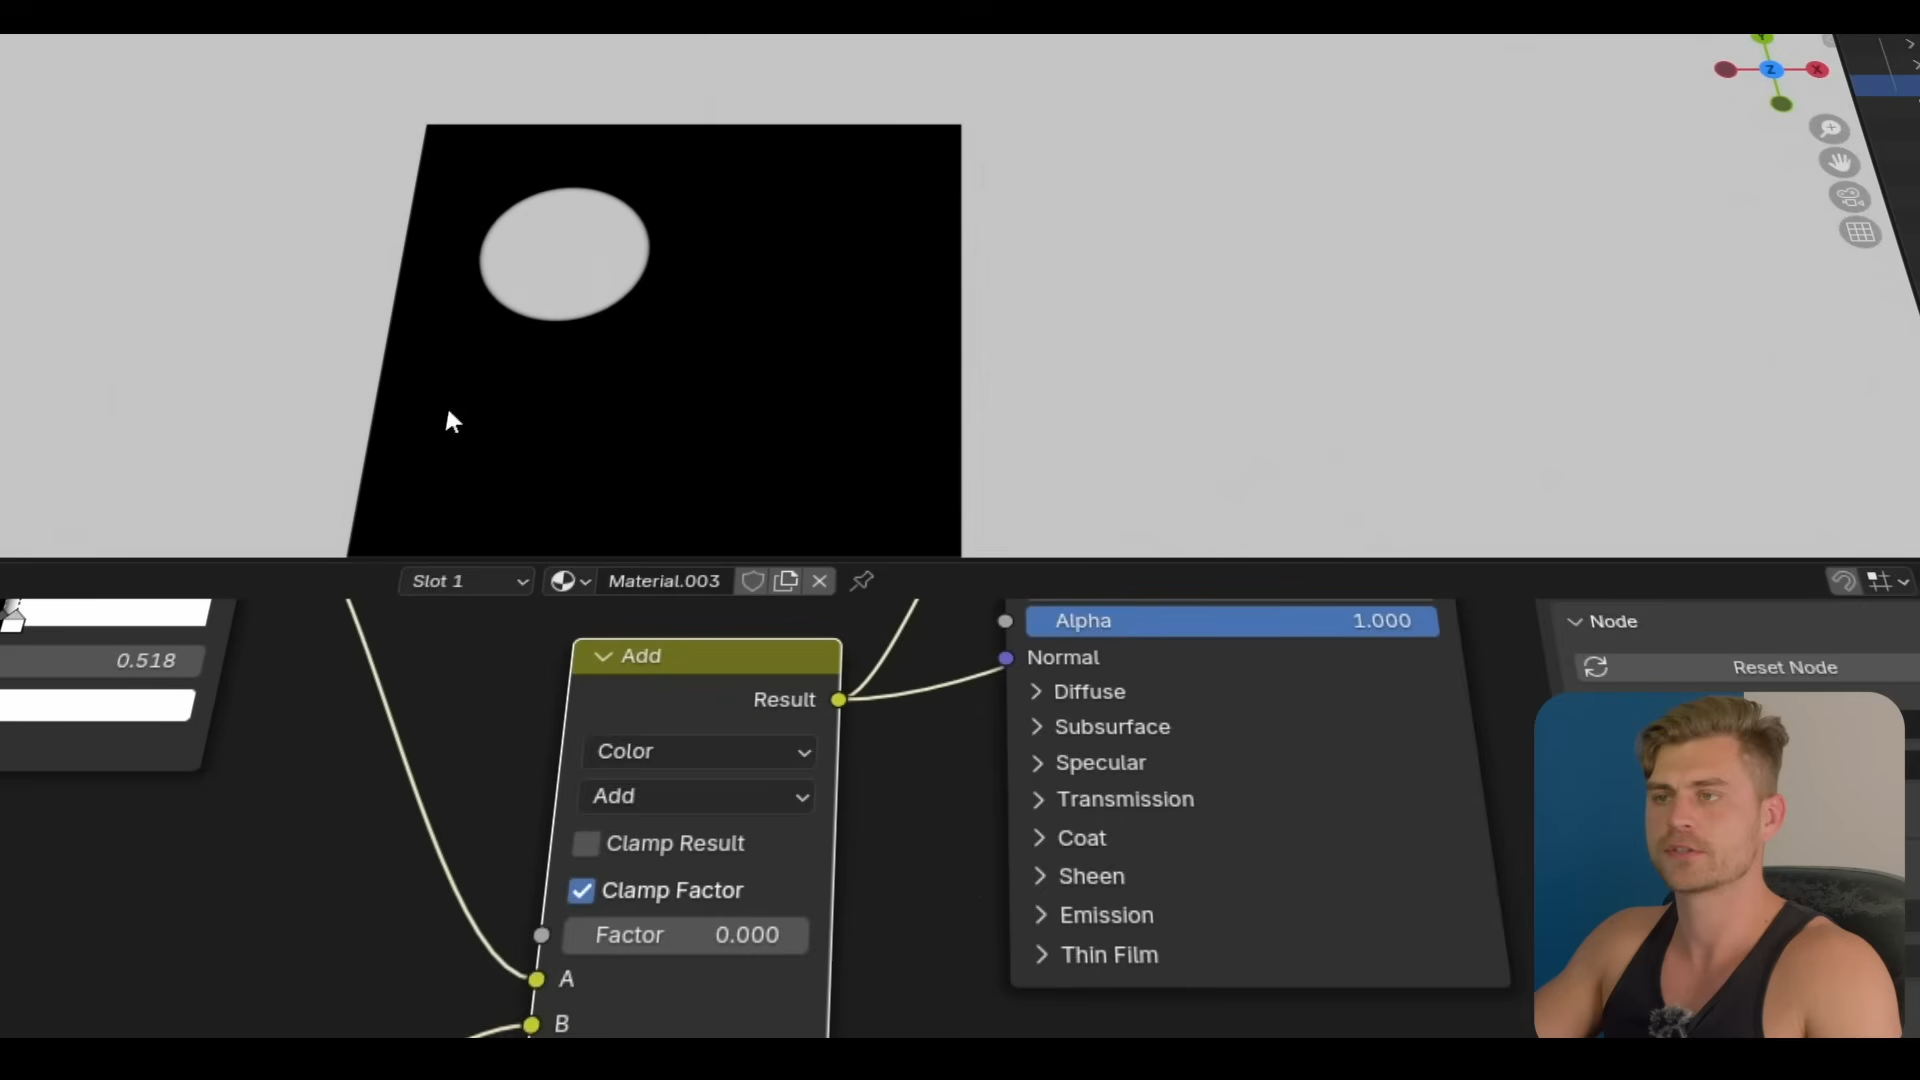 Y
Z
X
Slot 1
Material.003
Alpha
1.000
Node
0.518
Add
Normal
Reset Node
Result
Diffuse
Subsurface
Color
Specular
Add
Transmission
Clamp Result
Coat
Clamp Factor
Sheen
Factor
0.000
Emission
A
Thin Film
B